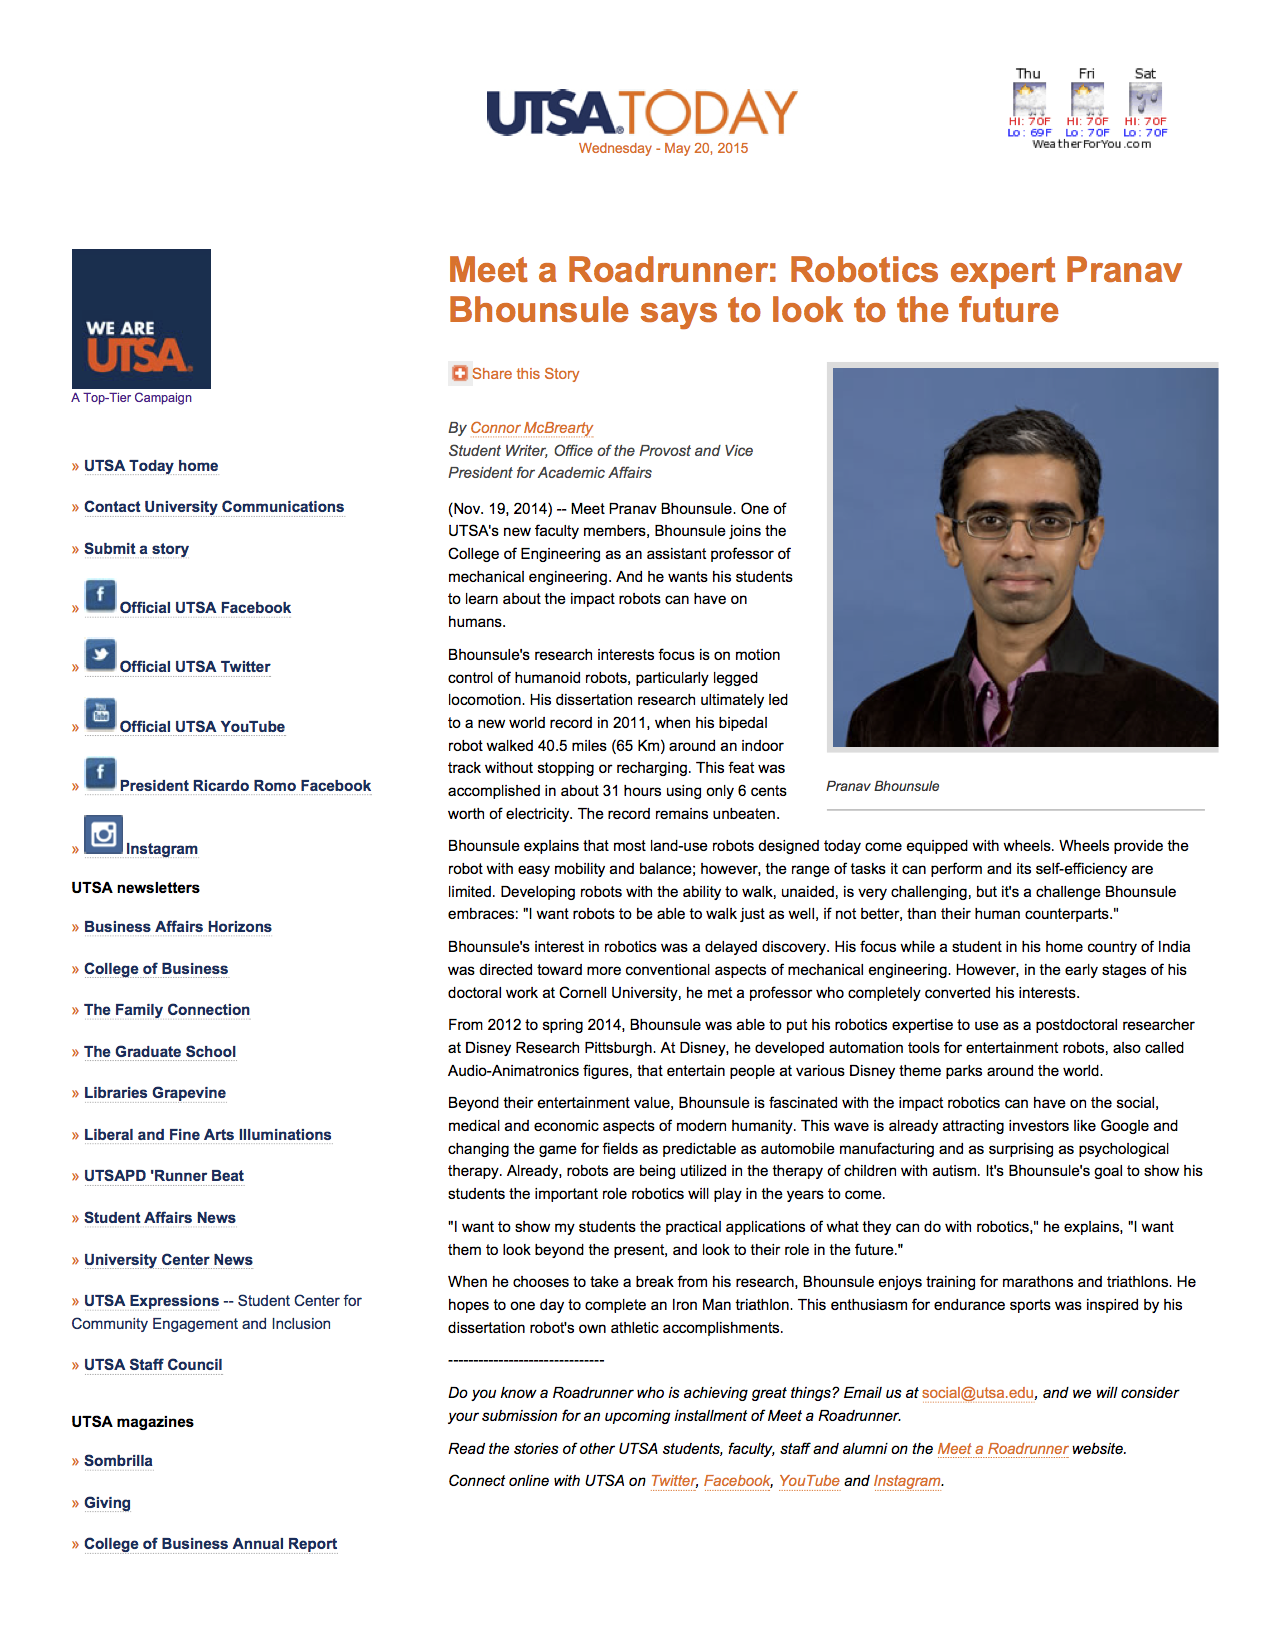 UTSA.TODAY
Wednesday - May 20, 2015
Thu Fri Sat
Hi: 70F Hi: 70F Hi: 70F
Lo: 69F Lo: 70F Lo: 70F
WeatherForYou.com
WE ARE
UTSA.
A Top-Tier Campaign
» UTSA Today home
» Contact University Communications
» Submit a story
» Official UTSA Facebook
» Official UTSA Twitter
» Official UTSA YouTube
» President Ricardo Romo Facebook
» Instagram
UTSA newsletters
» Business Affairs Horizons
» College of Business
» The Family Connection
» The Graduate School
» Libraries Grapevine
» Liberal and Fine Arts Illuminations
» UTSAPD 'Runner Beat
» Student Affairs News
» University Center News
» UTSA Expressions -- Student Center for
Community Engagement and Inclusion
» UTSA Staff Council
UTSA magazines
» Sombrilla
» Giving
» College of Business Annual Report
Meet a Roadrunner: Robotics expert Pranav
Bhounsule says to look to the future
Share this Story
By Connor McBrearty
Student Writer, Office of the Provost and Vice
President for Academic Affairs
(Nov. 19, 2014) -- Meet Pranav Bhounsule. One of
UTSA's new faculty members, Bhounsule joins the
College of Engineering as an assistant professor of
mechanical engineering. And he wants his students
to learn about the impact robots can have on
humans.
Bhounsule's research interests focus is on motion
control of humanoid robots, particularly legged
locomotion. His dissertation research ultimately led
to a new world record in 2011, when his bipedal
robot walked 40.5 miles (65 Km) around an indoor
track without stopping or recharging. This feat was
accomplished in about 31 hours using only 6 cents
worth of electricity. The record remains unbeaten.
Pranav Bhounsule
Bhounsule explains that most land-use robots designed today come equipped with wheels. Wheels provide the
robot with easy mobility and balance; however, the range of tasks it can perform and its self-efficiency are
limited. Developing robots with the ability to walk, unaided, is very challenging, but it's a challenge Bhounsule
embraces: "I want robots to be able to walk just as well, if not better, than their human counterparts."
Bhounsule's interest in robotics was a delayed discovery. His focus while a student in his home country of India
was directed toward more conventional aspects of mechanical engineering. However, in the early stages of his
doctoral work at Cornell University, he met a professor who completely converted his interests.
From 2012 to spring 2014, Bhounsule was able to put his robotics expertise to use as a postdoctoral researcher
at Disney Research Pittsburgh. At Disney, he developed automation tools for entertainment robots, also called
Audio-Animatronics figures, that entertain people at various Disney theme parks around the world.
Beyond their entertainment value, Bhounsule is fascinated with the impact robotics can have on the social,
medical and economic aspects of modern humanity. This wave is already attracting investors like Google and
changing the game for fields as predictable as automobile manufacturing and as surprising as psychological
therapy. Already, robots are being utilized in the therapy of children with autism. It's Bhounsule's goal to show his
students the important role robotics will play in the years to come.
"I want to show my students the practical applications of what they can do with robotics," he explains, "I want
them to look beyond the present, and look to their role in the future."
When he chooses to take a break from his research, Bhounsule enjoys training for marathons and triathlons. He
hopes to one day to complete an Iron Man triathlon. This enthusiasm for endurance sports was inspired by his
dissertation robot's own athletic accomplishments.
-------------------------------
Do you know a Roadrunner who is achieving great things? Email us at social@utsa.edu, and we will consider
your submission for an upcoming installment of Meet a Roadrunner.
Read the stories of other UTSA students, faculty, staff and alumni on the Meet a Roadrunner website.
Connect online with UTSA on Twitter, Facebook, YouTube and Instagram.